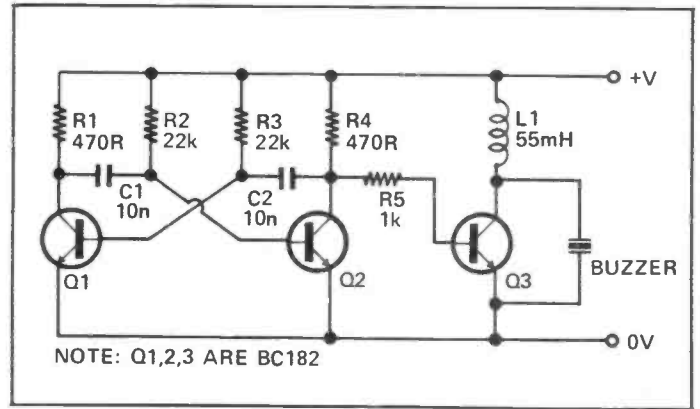 +V
R1
470R
R2
22k
R3
22k
R4
470R
L1
55mH
C1
10n
C2
10n
R5
1k
Q1
Q2
Q3
BUZZER
0V
NOTE: Q1,2,3 ARE BC182